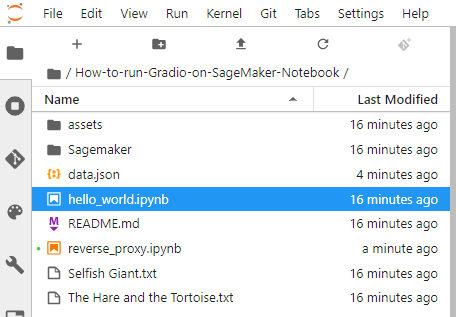 File Edit View Run Kernel Git Tabs Settings Help
/ How-to-run-Gradio-on-SageMaker-Notebook /
Name Last Modified
assets 16 minutes ago
Sagemaker 16 minutes ago
data.json 4 minutes ago
hello_world.ipynb 16 minutes ago
README.md 16 minutes ago
reverse_proxy.ipynb a minute ago
Selfish Giant.txt 16 minutes ago
The Hare and the Tortoise.txt 16 minutes ago